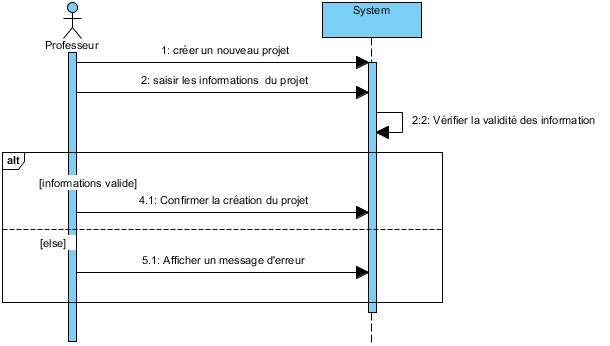 System
Professeur
1: créer un nouveau projet
2: saisir les informations du projet
2:2: Vérifier la validité des information
alt
[informations valide]
4.1: Confirmer la création du projet
[else]
5.1: Afficher un message d'erreur